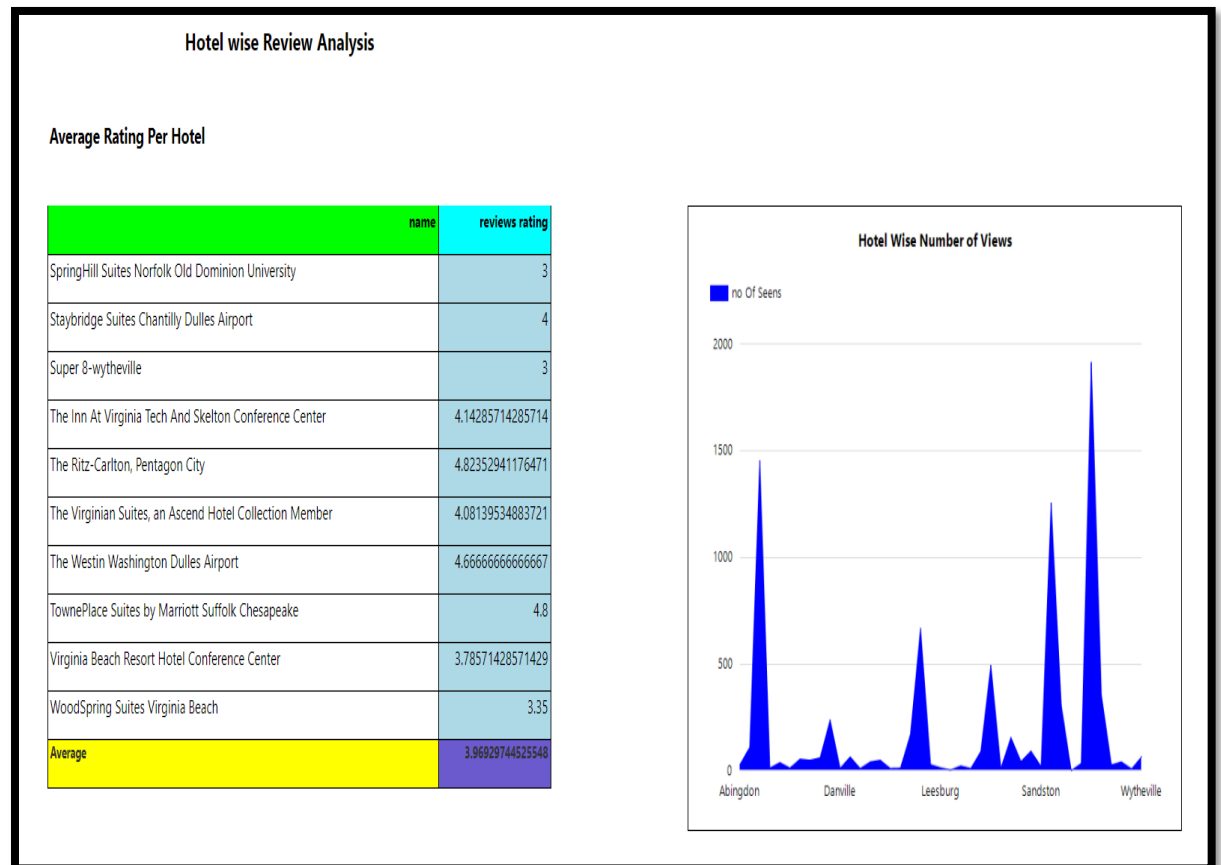 Hotel wise Review Analysis
Average Rating Per Hotel
name reviews rating
SpringHill Suites Norfolk Old Dominion University 3
Staybridge Suites Chantilly Dulles Airport 4
Super 8-wytheville 3
The Inn At Virginia Tech And Skelton Conference Center 4.14285714285714
The Ritz-Carlton, Pentagon City 4.82352941176471
The Virginian Suites, an Ascend Hotel Collection Member 4.08139534883721
The Westin Washington Dulles Airport 4.66666666666667
TownePlace Suites by Marriott Suffolk Chesapeake 4.8
Virginia Beach Resort Hotel Conference Center 3.78571428571429
WoodSpring Suites Virginia Beach 3.35
Average 3.96929744525548
Hotel Wise Number of Views
no Of Seens
2000
1500
1000
500
0
Abingdon Danville Leesburg Sandston Wytheville